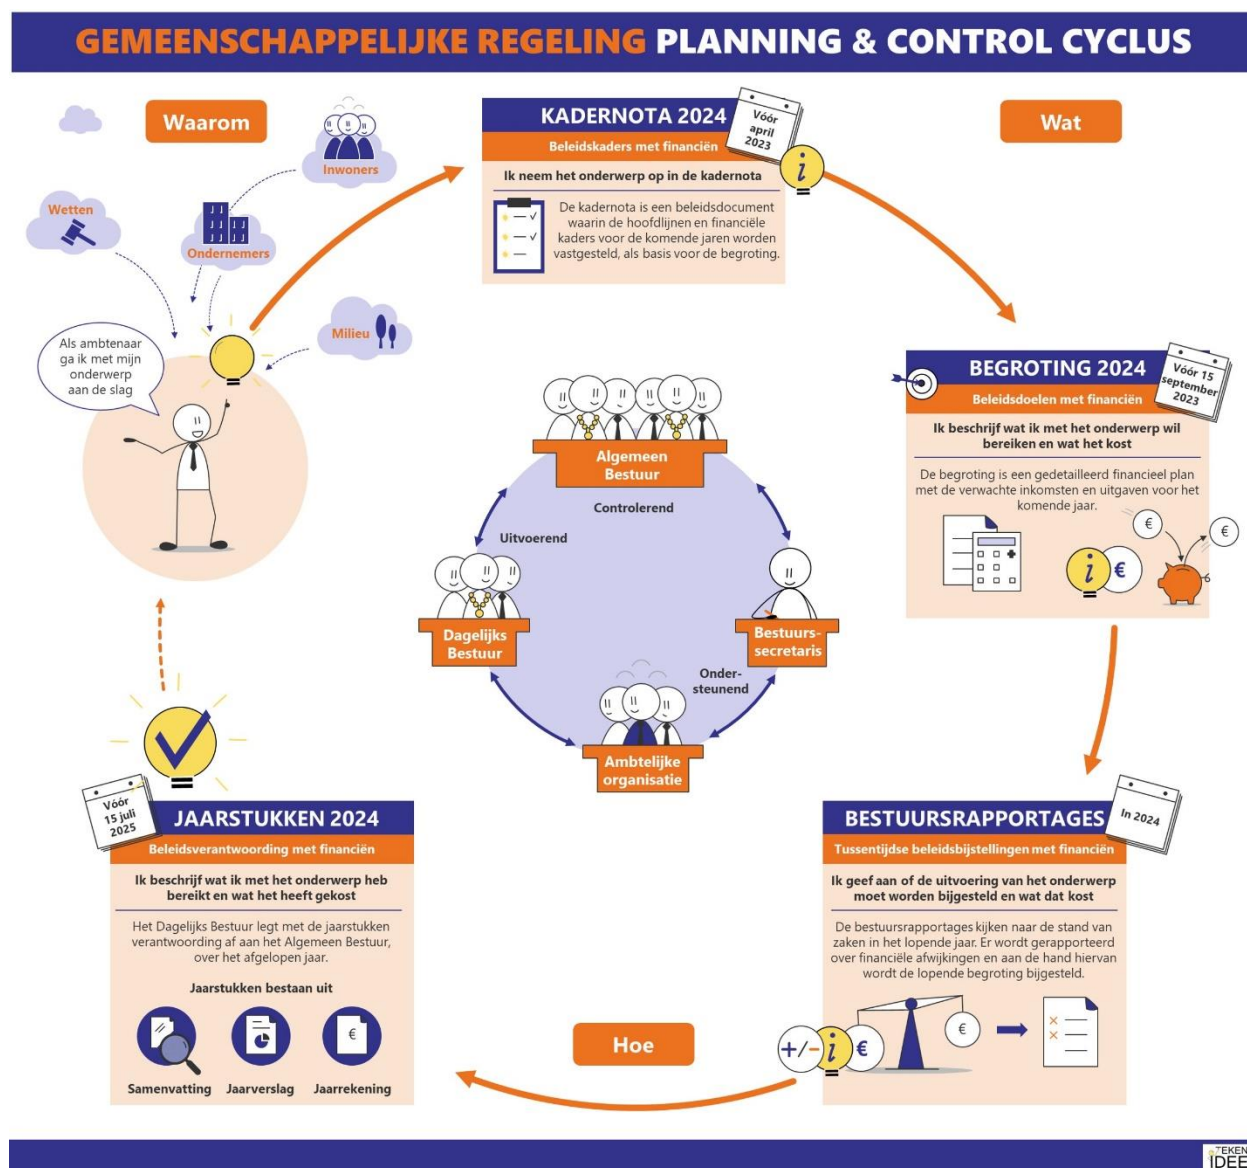 GEMEENSCHAPPELIJKE REGELING PLANNING & CONTROL CYCLUS
Waarom
Inwoners
Wetten
Ondernemers
Milieu
Als ambtenaar
ga ik met mijn
onderwerp
aan de slag
KADERNOTA 2024
Vóór
april
2023
Beleidskaders met financiën
Ik neem het onderwerp op in de kadernota
De kadernota is een beleidsdocument
waarin de hoofdlijnen en financiële
kaders voor de komende jaren worden
vastgesteld, als basis voor de begroting.
i
Wat
BEGROTING 2024
Vóór 15
september
2023
Beleidsdoelen met financiën
Ik beschrijf wat ik met het onderwerp wil
bereiken en wat het kost
De begroting is een gedetailleerd financieel plan
met de verwachte inkomsten en uitgaven voor het
komende jaar.
€
€
i €
Algemeen
Bestuur
Controlerend
Uitvoerend
Dagelijks
Bestuur
Bestuurs-
secretaris
Onder-
steunend
Ambtelijke
organisatie
BESTUURSRAPPORTAGES
In 2024
Tussentijdse beleidsbijstellingen met financiën
Ik geef aan of de uitvoering van het onderwerp
moet worden bijgesteld en wat dat kost
De bestuursrapportages kijken naar de stand van
zaken in het lopende jaar. Er wordt gerapporteerd
over financiële afwijkingen en aan de hand hiervan
wordt de lopende begroting bijgesteld.
+/- i €
€
Hoe
Vóór
15 juli
2025
JAARSTUKKEN 2024
Beleidsverantwoording met financiën
Ik beschrijf wat ik met het onderwerp heb
bereikt en wat het heeft gekost
Het Dagelijks Bestuur legt met de jaarstukken
verantwoording af aan het Algemeen Bestuur,
over het afgelopen jaar.
Jaarstukken bestaan uit
€
Samenvatting Jaarverslag Jaarrekening
TEKEN
IDEE